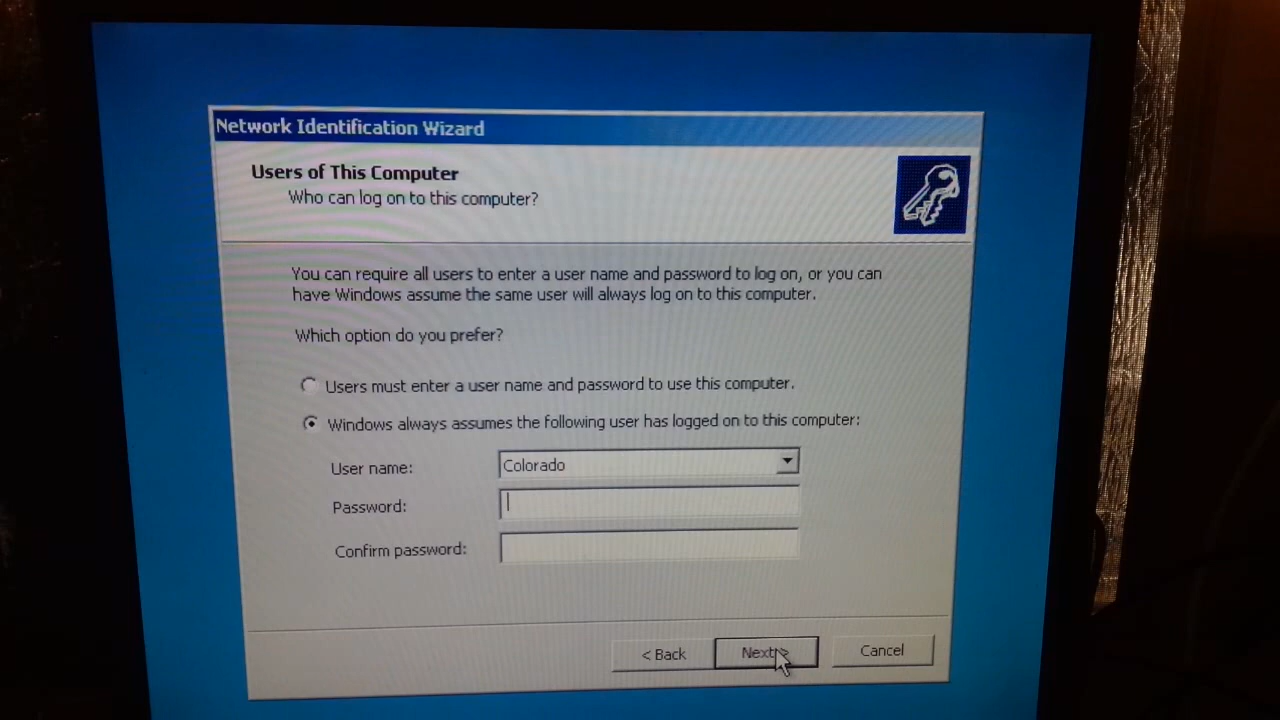 Network Identification Wizard
Users of This Computer
Who can log on to this computer?
You can require all users to enter a user name and password to log on, or you can
have Windows assume the same user will always log on to this computer.
Which option do you prefer?
Users must enter a user name and password to use this computer.
Windows always assumes the following user has logged on to this computer:
User name: Colorado
Password:
Confirm password:
< Back Next > Cancel